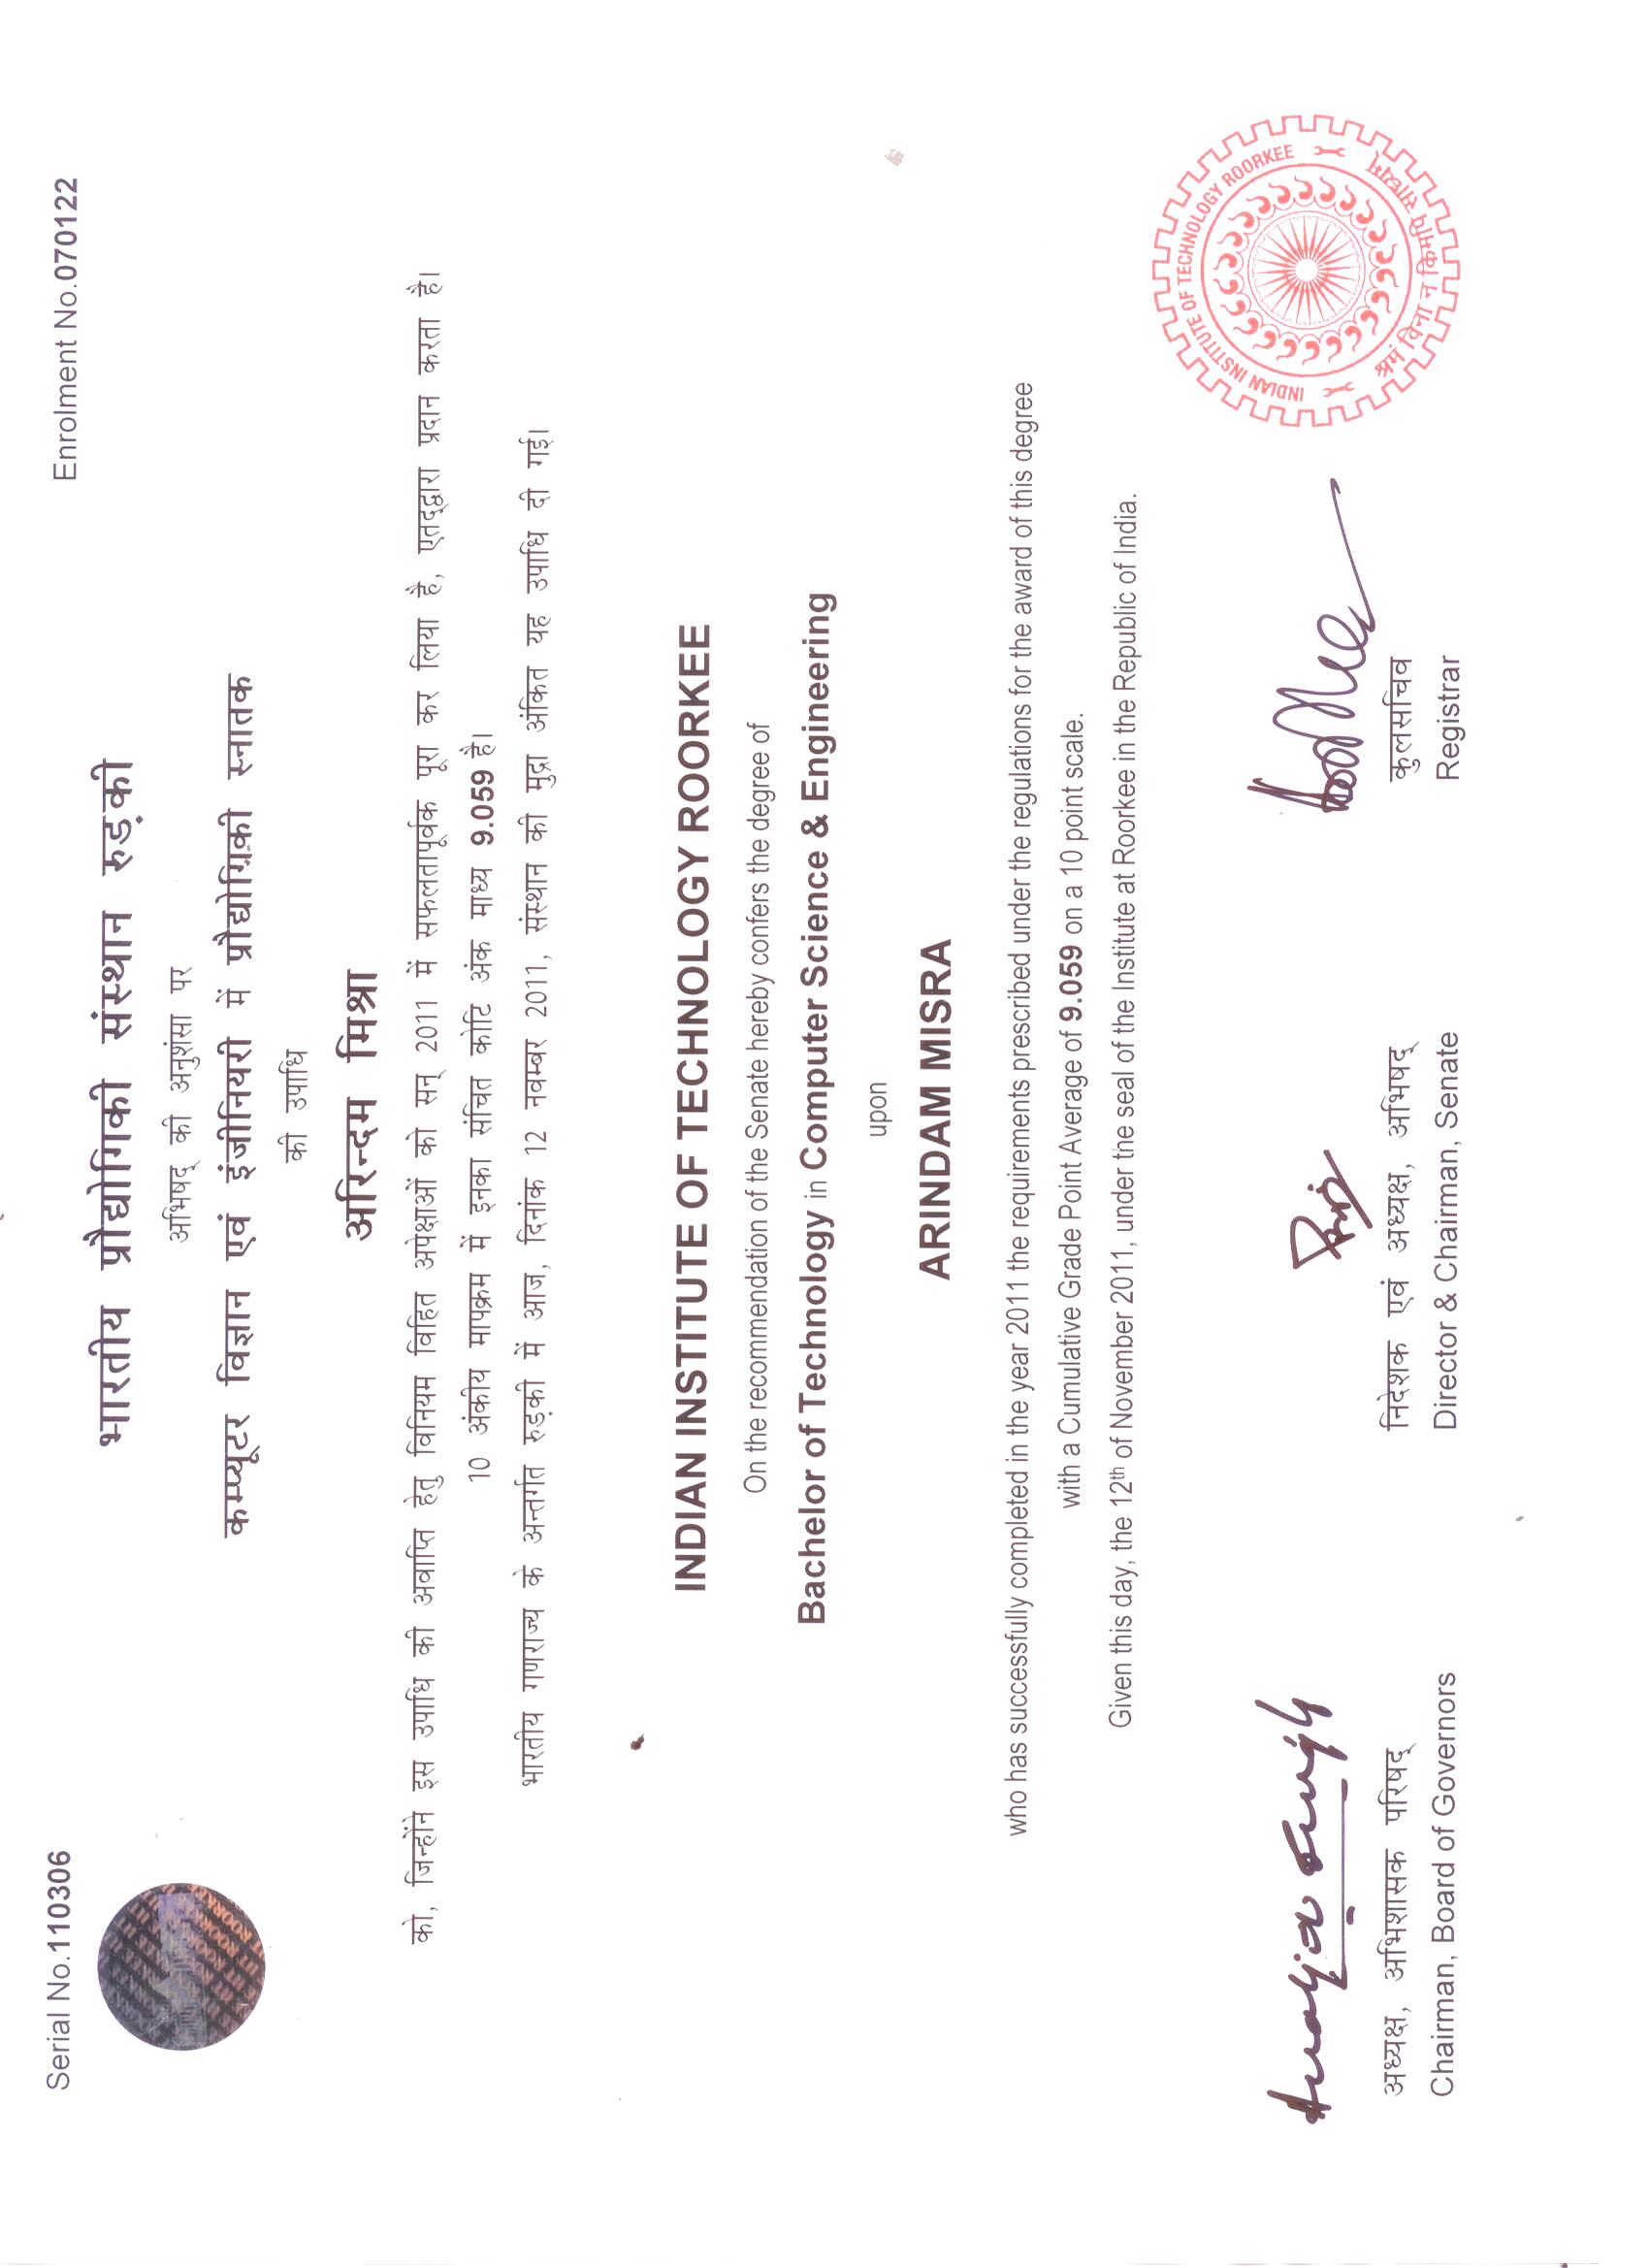 Serial No.110306
Enrolment No.070122
भारतीय प्रौद्योगिकी संस्थान रुड़की
अभिषद् की अनुशंसा पर
कम्प्यूटर विज्ञान एवं इंजीनियरी में प्रौद्योगिकी स्नातक
की उपाधि
अरिन्दम मिश्रा
को, जिन्होंने इस उपाधि की अवाप्ति हेतु विनियम विहित अपेक्षाओं को सन् 2011 में सफलतापूर्वक पूरा कर लिया है, एतद्द्वारा प्रदान करता है।
10 अंकीय मापक्रम में इनका संचित कोटि अंक माध्य 9.059 है।
भारतीय गणराज्य के अन्तर्गत रुड़की में आज, दिनांक 12 नवम्बर 2011, संस्थान की मुद्रा अंकित यह उपाधि दी गई।
INDIAN INSTITUTE OF TECHNOLOGY ROORKEE
On the recommendation of the Senate hereby confers the degree of
Bachelor of Technology in Computer Science & Engineering
upon
ARINDAM MISRA
who has successfully completed in the year 2011 the requirements prescribed under the regulations for the award of this degree
with a Cumulative Grade Point Average of 9.059 on a 10 point scale.
Given this day, the 12th of November 2011, under the seal of the Institute at Roorkee in the Republic of India.
INDIAN INSTITUTE OF TECHNOLOGY ROORKEE
श्रमं विना न किमपि साध्यम्
अध्यक्ष, अभिशासक परिषद्
Chairman, Board of Governors
निदेशक एवं अध्यक्ष, अभिषद्
Director & Chairman, Senate
कुलसचिव
Registrar